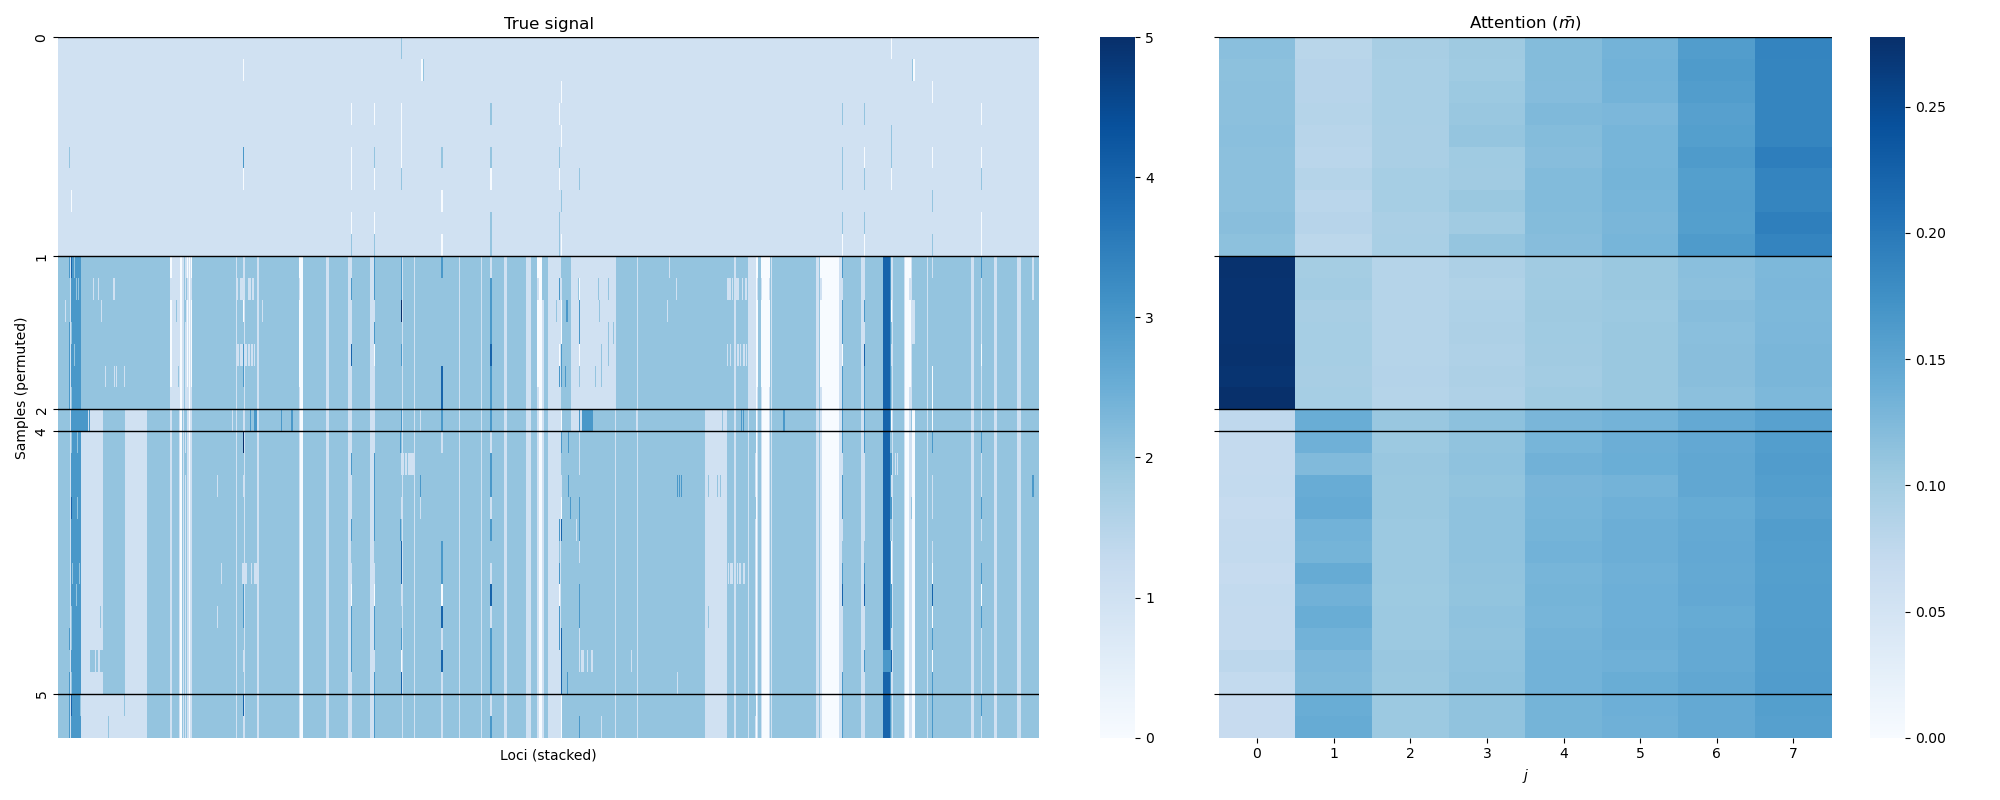 True signal
Attention (m̄)
0
1
2
4
5
Samples (permuted)
Loci (stacked)
5
4
3
2
1
0
0 1 2 3 4 5 6 7
j
0.25
0.20
0.15
0.10
0.05
0.00